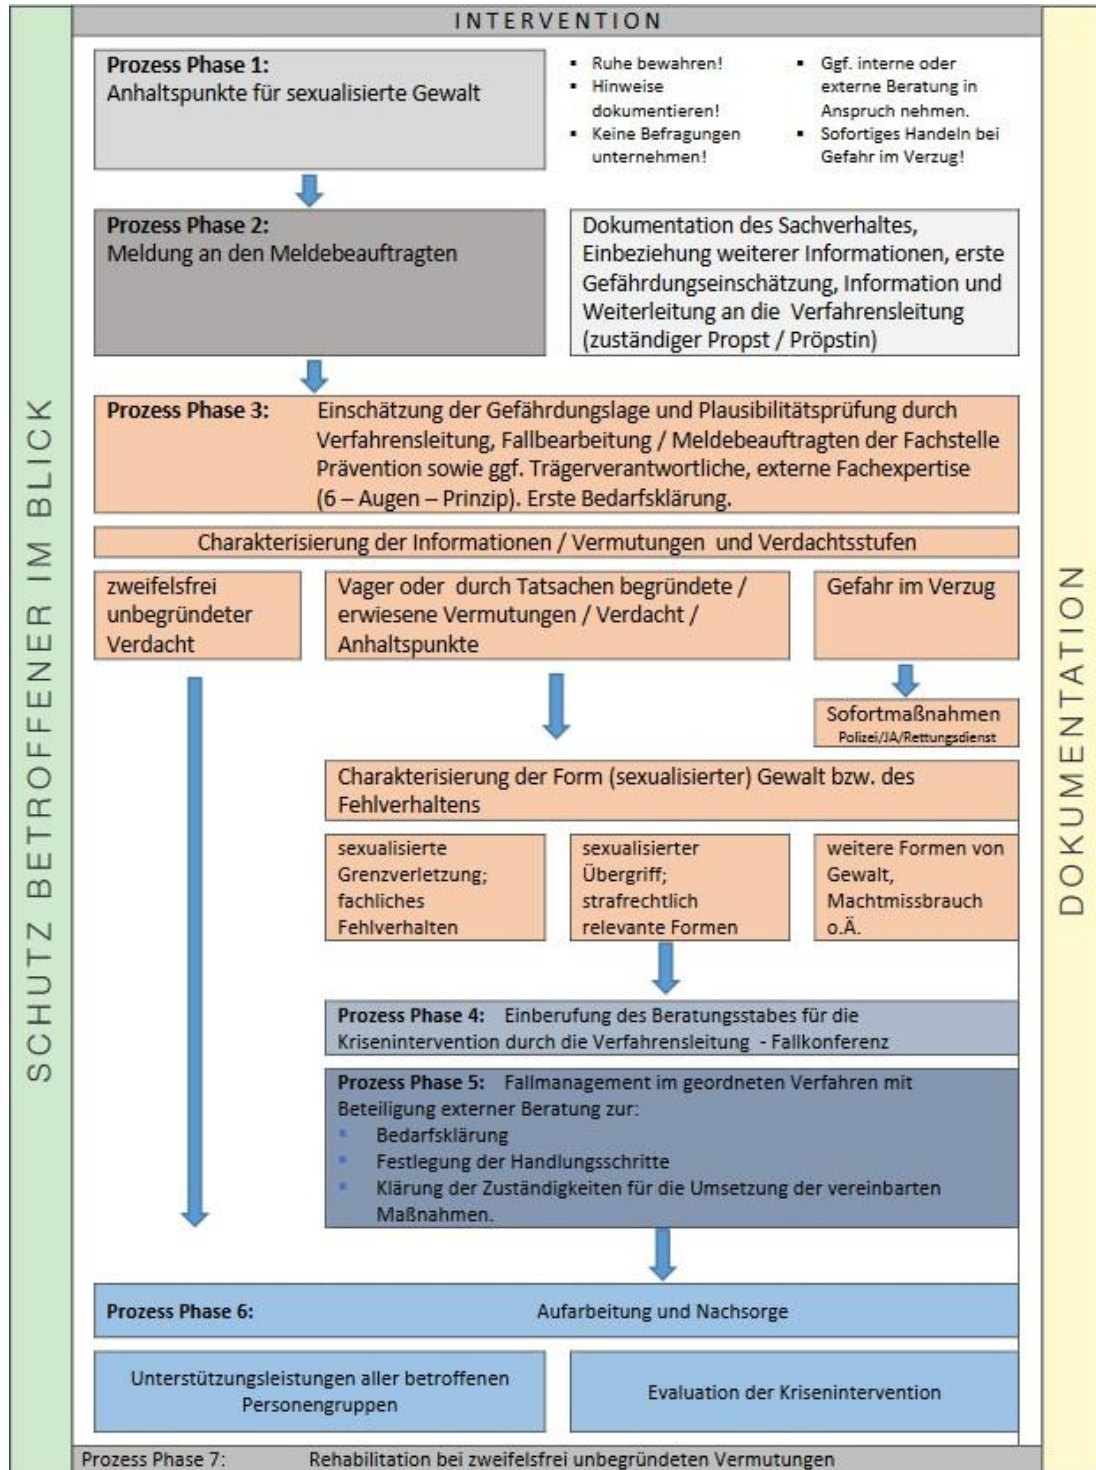 INTERVENTION
SCHUTZ BETROFFENER IM BLICK
DOKUMENTATION
Prozess Phase 1:
Anhaltspunkte für sexualisierte Gewalt
▪ Ruhe bewahren!
▪ Hinweise
dokumentieren!
▪ Keine Befragungen
unternehmen!
▪ Ggf. interne oder
externe Beratung in
Anspruch nehmen.
▪ Sofortiges Handeln bei
Gefahr im Verzug!
Prozess Phase 2:
Meldung an den Meldebeauftragten
Dokumentation des Sachverhaltes,
Einbeziehung weiterer Informationen, erste
Gefährdungseinschätzung, Information und
Weiterleitung an die Verfahrensleitung
(zuständiger Propst / Pröpstin)
Prozess Phase 3: Einschätzung der Gefährdungslage und Plausibilitätsprüfung durch
Verfahrensleitung, Fallbearbeitung / Meldebeauftragten der Fachstelle
Prävention sowie ggf. Trägerverantwortliche, externe Fachexpertise
(6 – Augen – Prinzip). Erste Bedarfsklärung.
Charakterisierung der Informationen / Vermutungen und Verdachtsstufen
zweifelsfrei
unbegründeter
Verdacht
Vager oder durch Tatsachen begründete /
erwiesene Vermutungen / Verdacht /
Anhaltspunkte
Gefahr im Verzug
Sofortmaßnahmen
Polizei/JA/Rettungsdienst
Charakterisierung der Form (sexualisierter) Gewalt bzw. des
Fehlverhaltens
sexualisierte
Grenzverletzung;
fachliches
Fehlverhalten
sexualisierter
Übergriff;
strafrechtlich
relevante Formen
weitere Formen von
Gewalt,
Machtmissbrauch
o.Ä.
Prozess Phase 4: Einberufung des Beratungsstabes für die
Krisenintervention durch die Verfahrensleitung - Fallkonferenz
Prozess Phase 5: Fallmanagement im geordneten Verfahren mit
Beteiligung externer Beratung zur:
▪ Bedarfsklärung
▪ Festlegung der Handlungsschritte
▪ Klärung der Zuständigkeiten für die Umsetzung der vereinbarten
Maßnahmen.
Prozess Phase 6: Aufarbeitung und Nachsorge
Unterstützungsleistungen aller betroffenen
Personengruppen
Evaluation der Krisenintervention
Prozess Phase 7: Rehabilitation bei zweifelsfrei unbegründeten Vermutungen